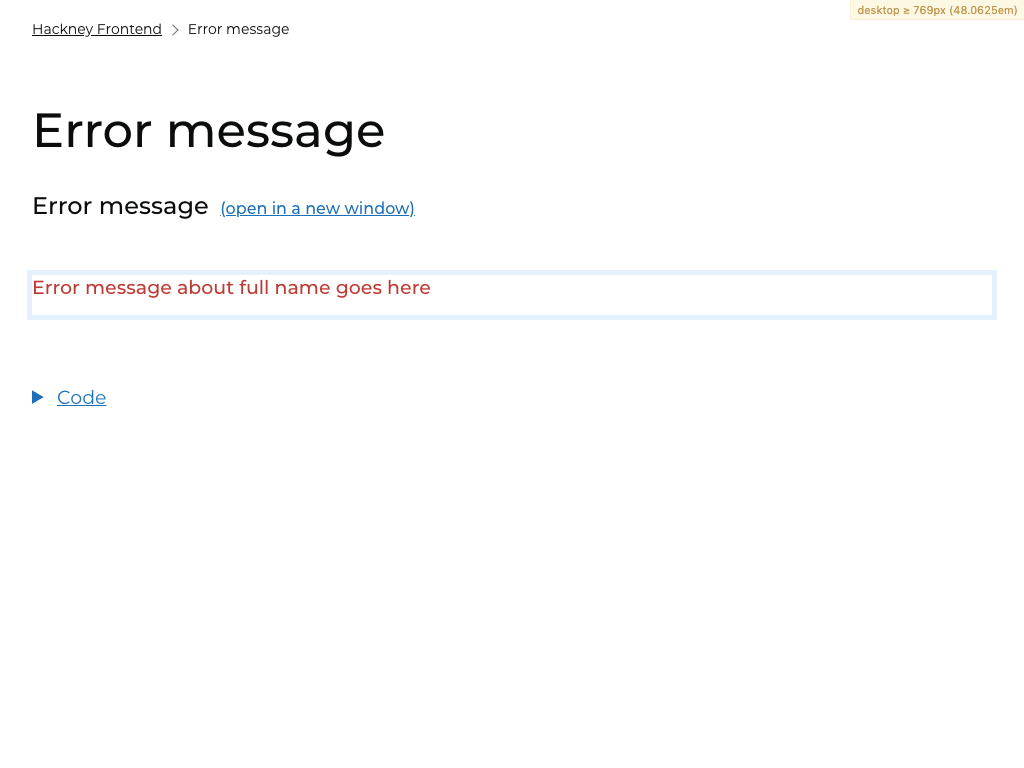 desktop ≥ 769px (48.0625em)
Hackney Frontend > Error message
Error message
Error message (open in a new window)
Error message about full name goes here
Code